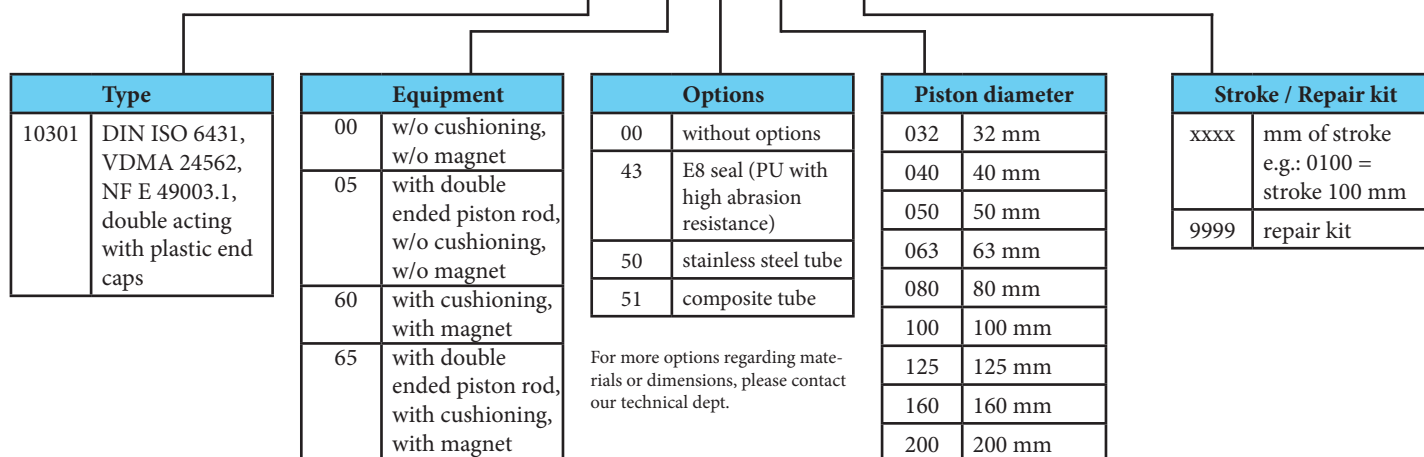 Type
10301 DIN ISO 6431,
VDMA 24562,
NF E 49003.1,
double acting
with plastic end
caps
Equipment
00 w/o cushioning,
w/o magnet
05 with double
ended piston rod,
w/o cushioning,
w/o magnet
60 with cushioning,
with magnet
65 with double
ended piston rod,
with cushioning,
with magnet
Options
00 without options
43 E8 seal (PU with
high abrasion
resistance)
50 stainless steel tube
51 composite tube
For more options regarding mate-
rials or dimensions, please contact
our technical dept.
Piston diameter
032 32 mm
040 40 mm
050 50 mm
063 63 mm
080 80 mm
100 100 mm
125 125 mm
160 160 mm
200 200 mm
Stroke / Repair kit
xxxx mm of stroke
e.g.: 0100 =
stroke 100 mm
9999 repair kit